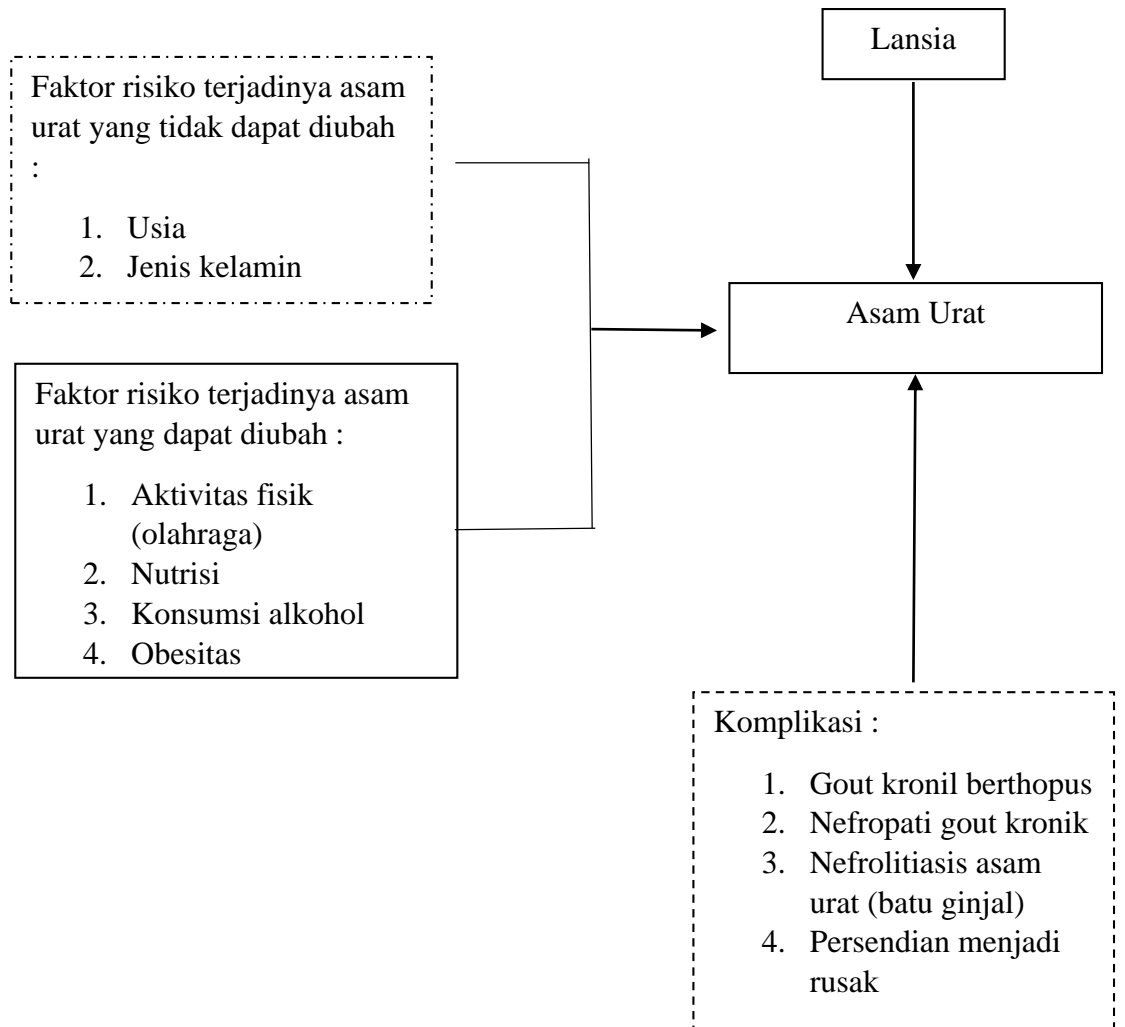 Lansia
Faktor risiko terjadinya asam
urat yang tidak dapat diubah
:
1. Usia
2. Jenis kelamin
Asam Urat
Faktor risiko terjadinya asam
urat yang dapat diubah :
1. Aktivitas fisik
(olahraga)
2. Nutrisi
3. Konsumsi alkohol
4. Obesitas
Komplikasi :
1. Gout kronil berthopus
2. Nefropati gout kronik
3. Nefrolitiasis asam
urat (batu ginjal)
4. Persendian menjadi
rusak